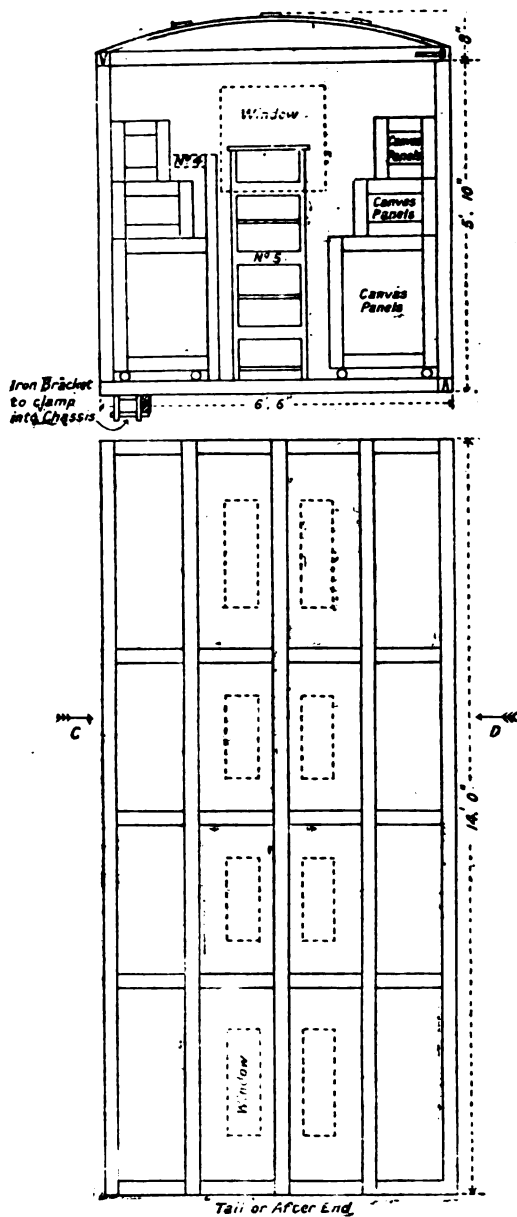 8"
Window
Nº 4
Canvas
Panels
Canvas
Panels
5'. 10"
Nº 5
Canvas
Panels
Iron Bracket
to clamp
into Chassis
6'. 6"
C
D
14'. 0"
Window
Tail or After End